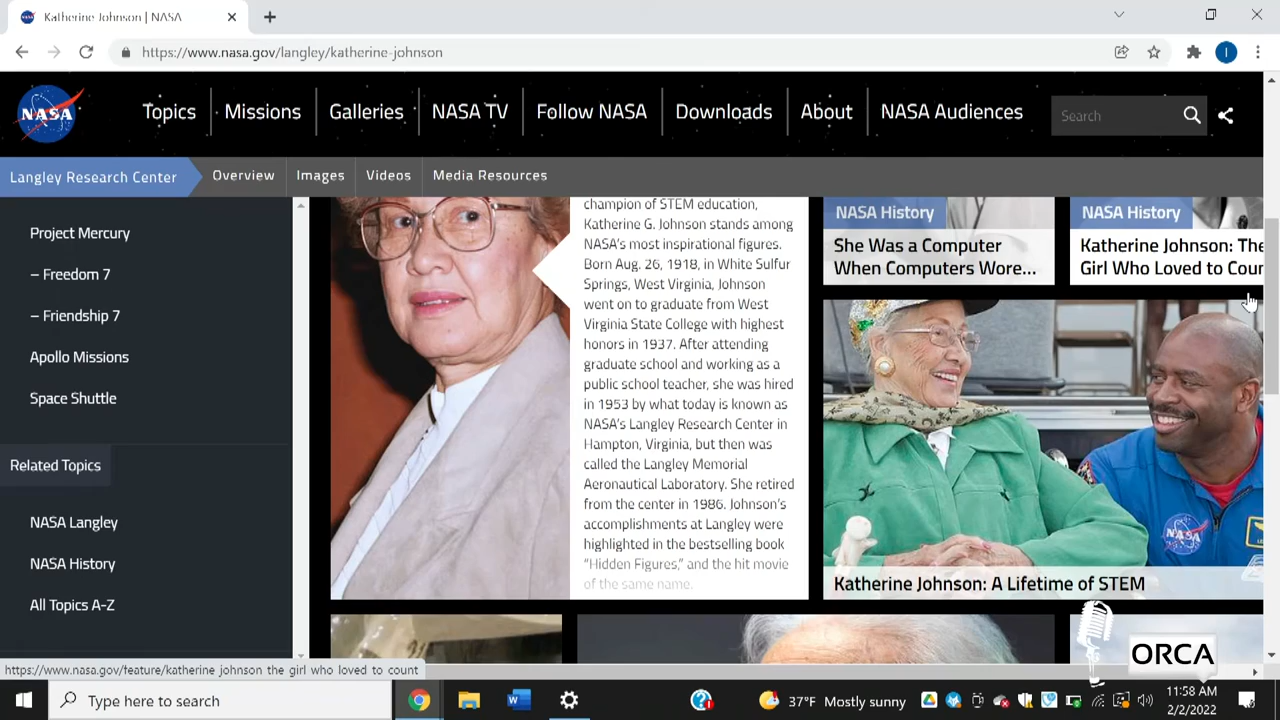 Katherine Johnson | NASA
https://www.nasa.gov/langley/katherine-johnson
I
NASA
Topics
Missions
Galleries
NASA TV
Follow NASA
Downloads
About
NASA Audiences
Search
Langley Research Center
Overview
Images
Videos
Media Resources
Project Mercury
– Freedom 7
– Friendship 7
Apollo Missions
Space Shuttle
Related Topics
NASA Langley
NASA History
All Topics A-Z
champion of STEM education,
Katherine G. Johnson stands among
NASA's most inspirational figures.
Born Aug. 26, 1918, in White Sulfur
Springs, West Virginia, Johnson
went on to graduate from West
Virginia State College with highest
honors in 1937. After attending
graduate school and working as a
public school teacher, she was hired
in 1953 by what today is known as
NASA's Langley Research Center in
Hampton, Virginia, but then was
called the Langley Memorial
Aeronautical Laboratory. She retired
from the center in 1986. Johnson's
accomplishments at Langley were
highlighted in the bestselling book
“Hidden Figures,” and the hit movie
of the same name.
NASA History
She Was a Computer
When Computers Wore...
NASA History
Katherine Johnson: The
Girl Who Loved to Coun
NASA
Katherine Johnson: A Lifetime of STEM
ORCA
https://www.nasa.gov/feature/katherine johnson the girl who loved to count
Type here to search
37°F Mostly sunny
11:58 AM
2/2/2022